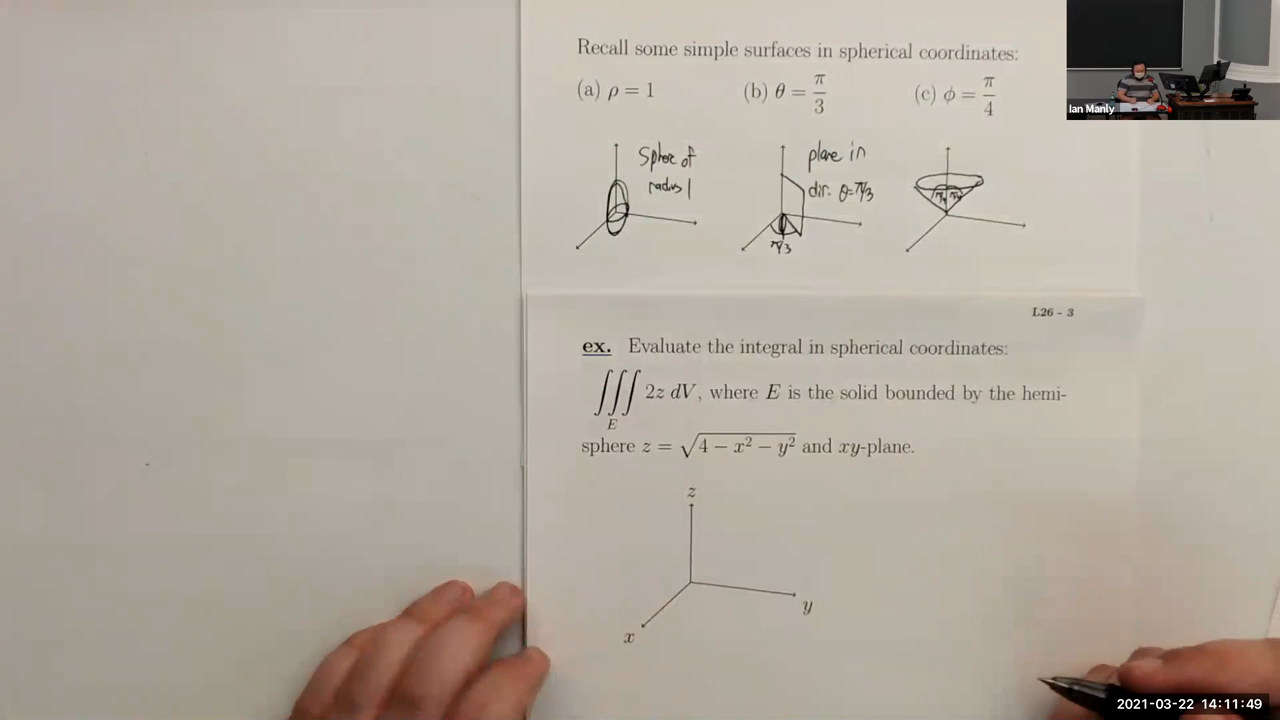 Recall some simple surfaces in spherical coordinates:
(a) ρ = 1
(b) θ = π/3
(c) ϕ = π/4
Sphere of
radius 1
plane in
dir. θ=π/3
π/3
π/4 π/4
L26 - 3
ex. Evaluate the integral in spherical coordinates:
∭_E 2z dV, where E is the solid bounded by the hemi-
sphere z = √(4 − x² − y²) and xy-plane.
z
y
x
Ian Manly
2021-03-22 14:11:49